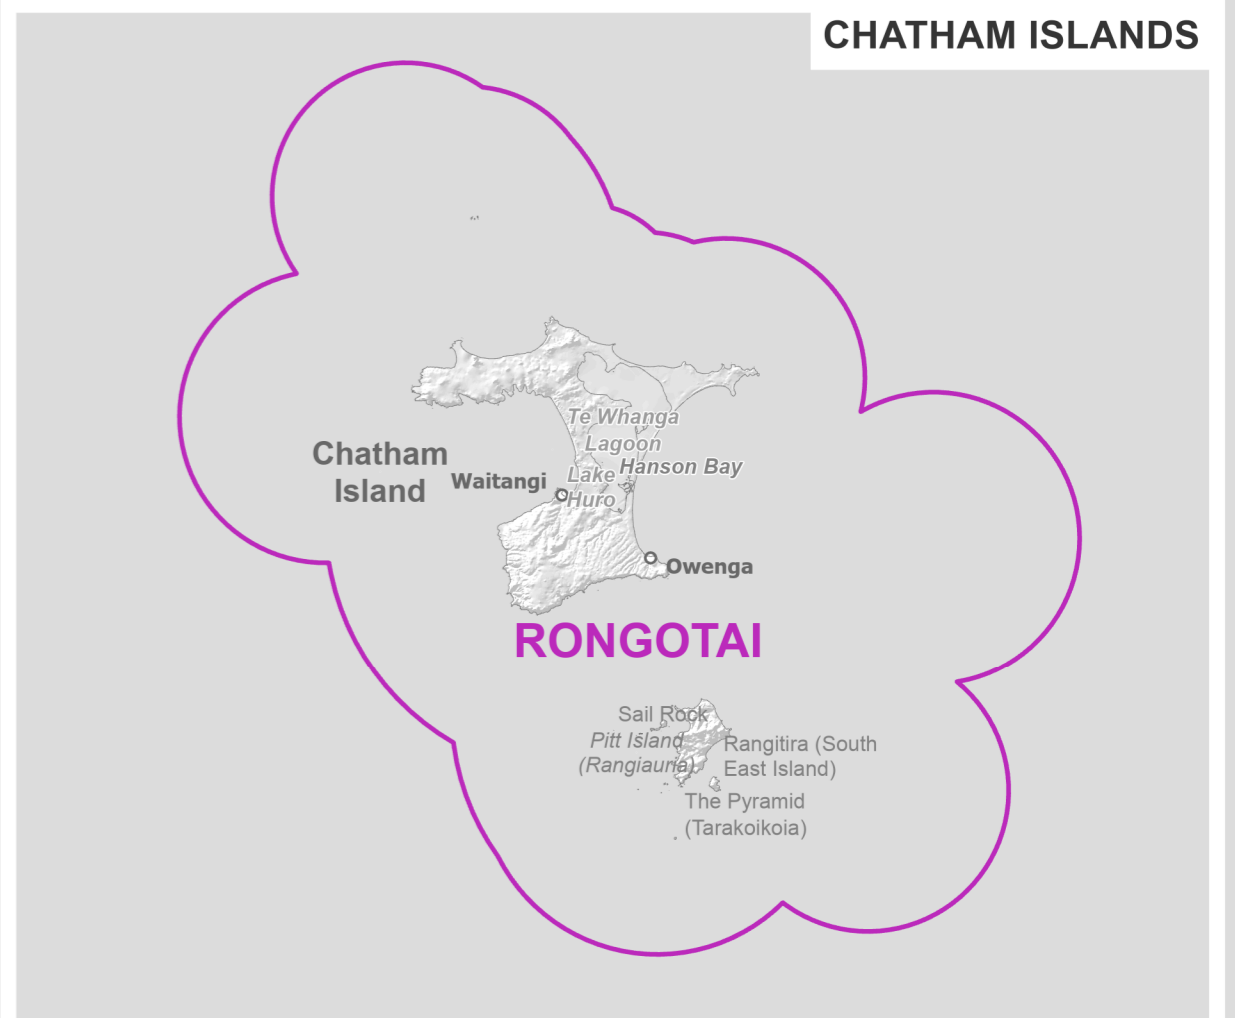 CHATHAM ISLANDS
Te Whanga
Lagoon
Chatham
Island
Hanson Bay
Waitangi
Lake
Huro
Owenga
RONGOTAI
Sail Rock
Pitt Island
(Rangiauria)
Rangitira (South
East Island)
The Pyramid
(Tarakoikoia)